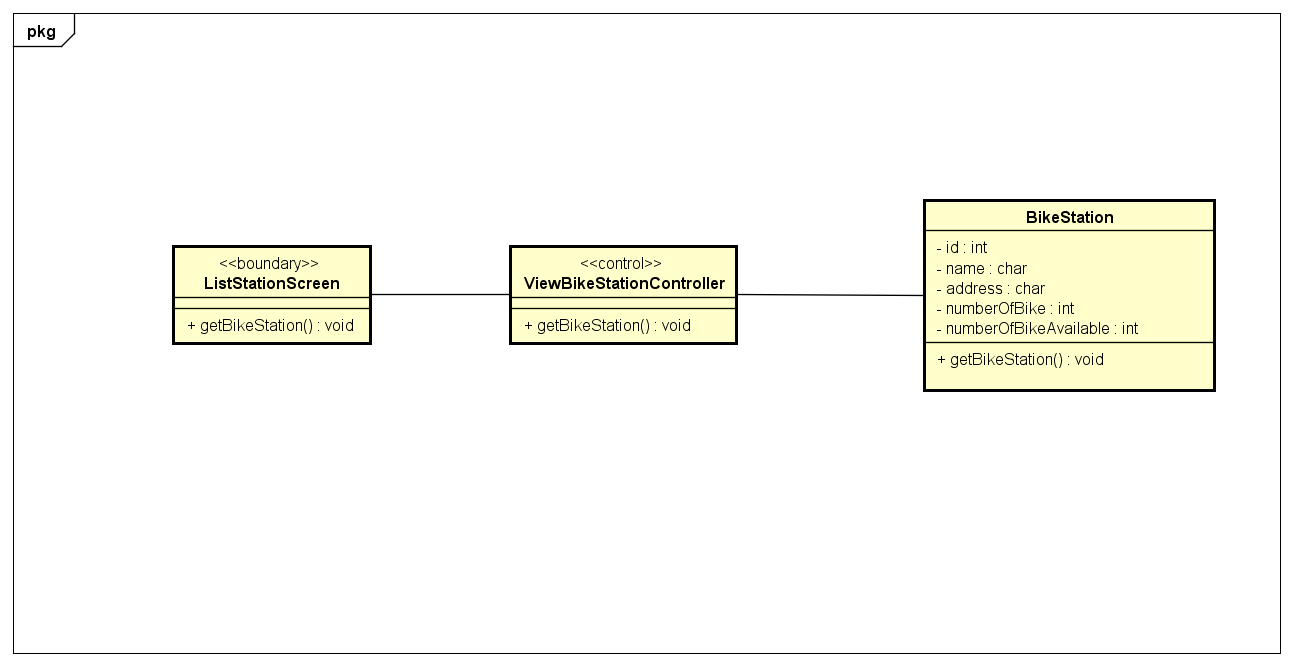 pkg
<<boundary>>
ListStationScreen
+ getBikeStation() : void
<<control>>
ViewBikeStationController
+ getBikeStation() : void
BikeStation
- id : int
- name : char
- address : char
- numberOfBike : int
- numberOfBikeAvailable : int
+ getBikeStation() : void